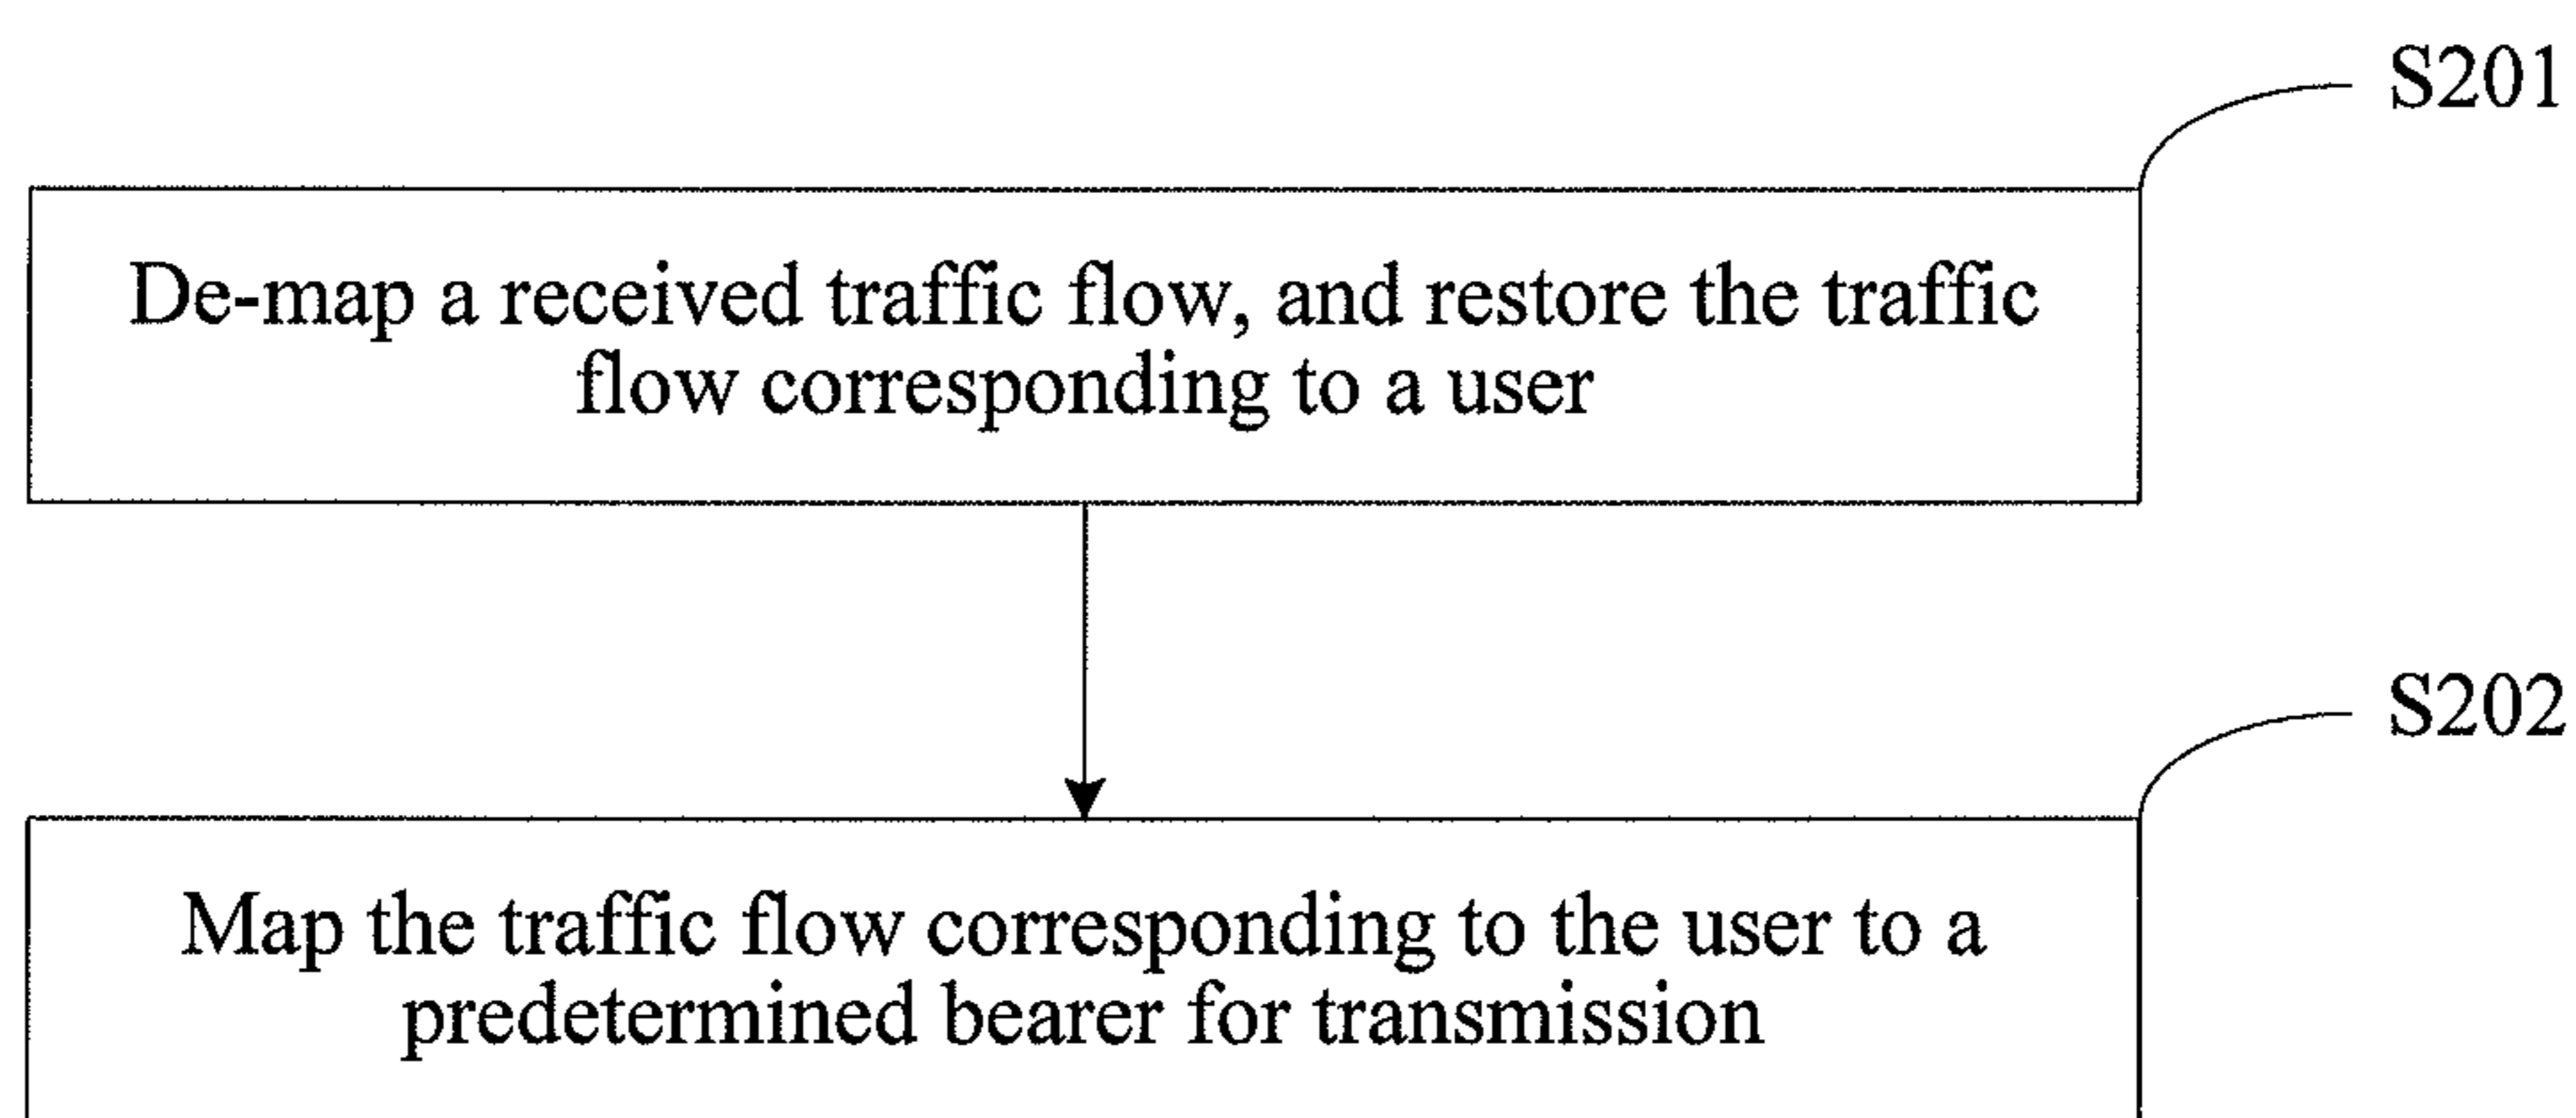 S201
De-map a received traffic flow, and restore the traffic
flow corresponding to a user
S202
Map the traffic flow corresponding to the user to a
predetermined bearer for transmission